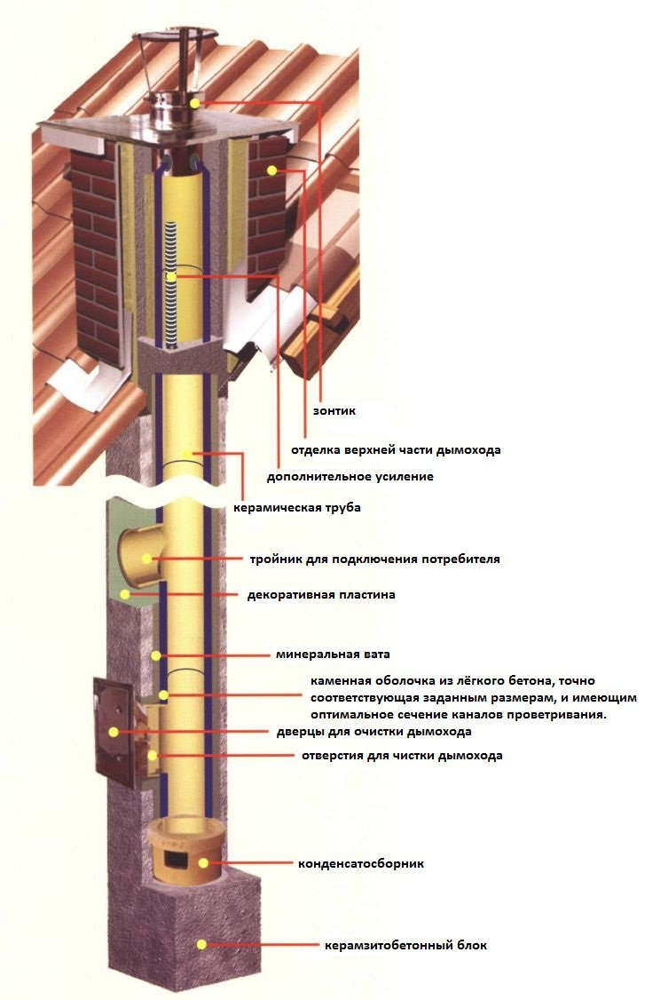 зонтик
отделка верхней части дымохода
дополнительное усиление
керамическая труба
тройник для подключения потребителя
декоративная пластина
минеральная вата
каменная оболочка из лёгкого бетона, точно
соответствующая заданным размерам, и имеющим
оптимальное сечение каналов проветривания.
дверцы для очистки дымохода
отверстия для чистки дымохода
конденсатосборник
керамзитобетонный блок